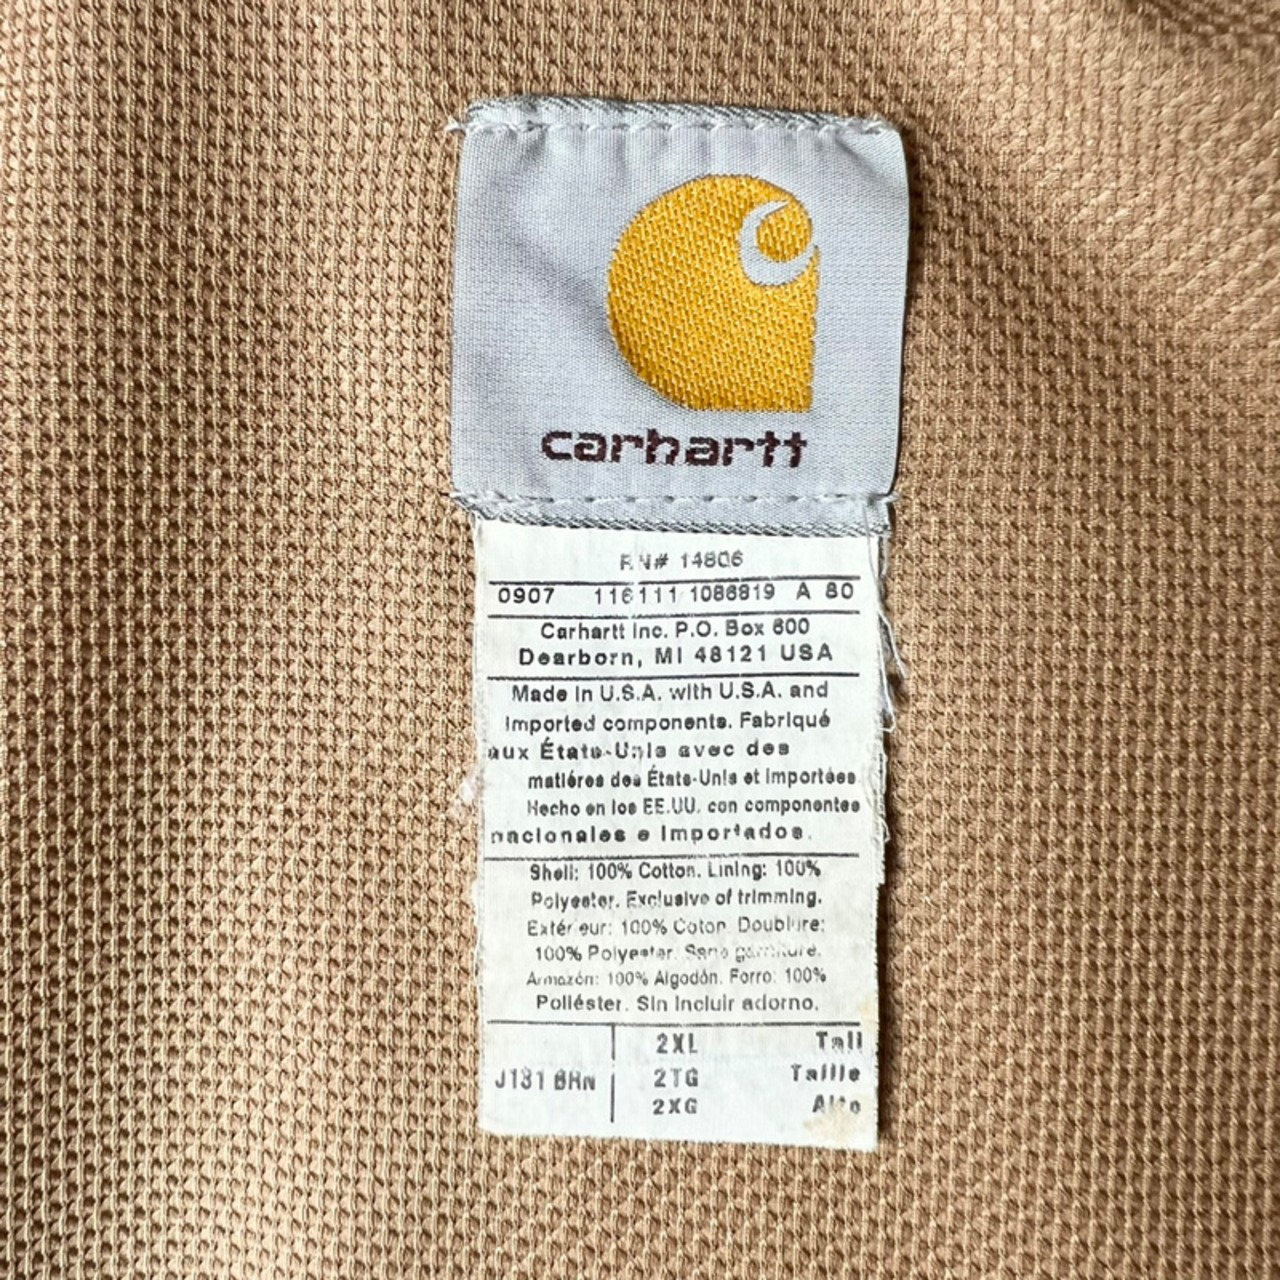 carhartt
RN# 14806
0907 116111 1086819 A 80
Carhartt Inc. P.O. Box 600
Dearborn, MI 48121 USA
Made in U.S.A. with U.S.A. and
imported components. Fabriqué
aux États-Unis avec des
matiéres des États-Unis et importées
Hecho en los EE.UU. con componentes
nacionales e importados.
Shell: 100% Cotton. Lining: 100%
Polyester. Exclusive of trimming.
Extérieur: 100% Coton. Doublure:
100% Polyester. Sans garniture.
Armazón: 100% Algodón. Forro: 100%
Poliéster. Sin incluir adorno.
2XL Tall
J131 BRN 2TG Taille
2XG Alto